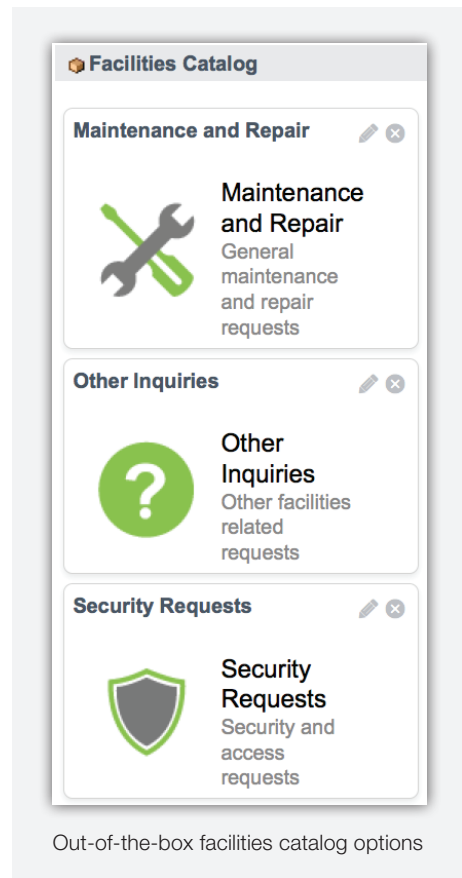 Facilities Catalog
Maintenance and Repair
Maintenance
and Repair
General
maintenance
and repair
requests
Other Inquiries
?
Other
Inquiries
Other facilities
related
requests
Security Requests
Security
Requests
Security and
access
requests
Out-of-the-box facilities catalog options